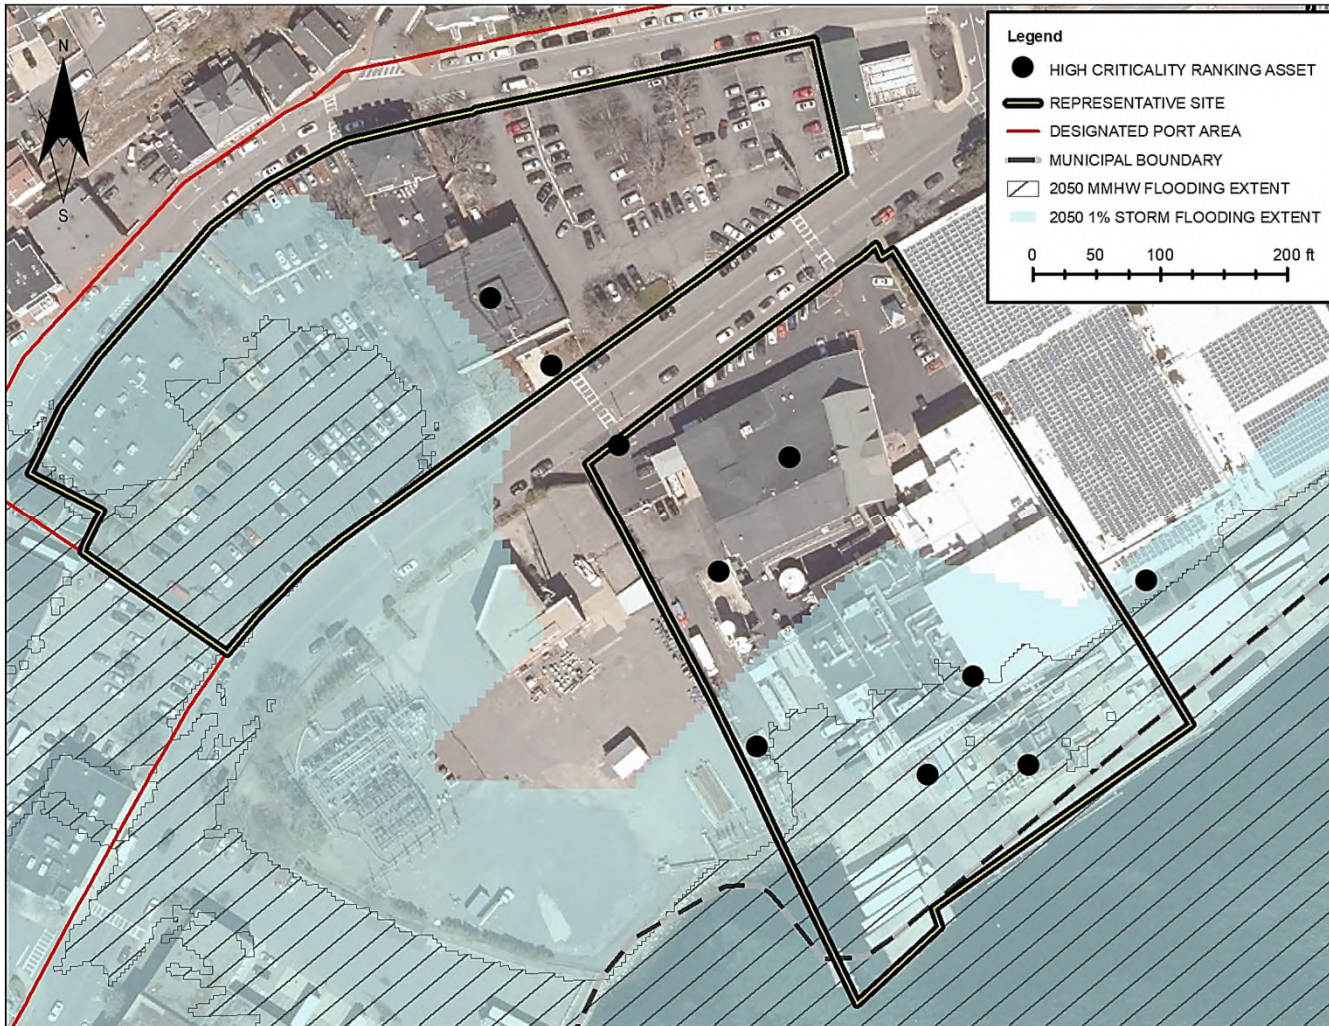 N
S
Legend
HIGH CRITICALITY RANKING ASSET
REPRESENTATIVE SITE
DESIGNATED PORT AREA
MUNICIPAL BOUNDARY
2050 MMHW FLOODING EXTENT
2050 1% STORM FLOODING EXTENT
0 50 100 200 ft